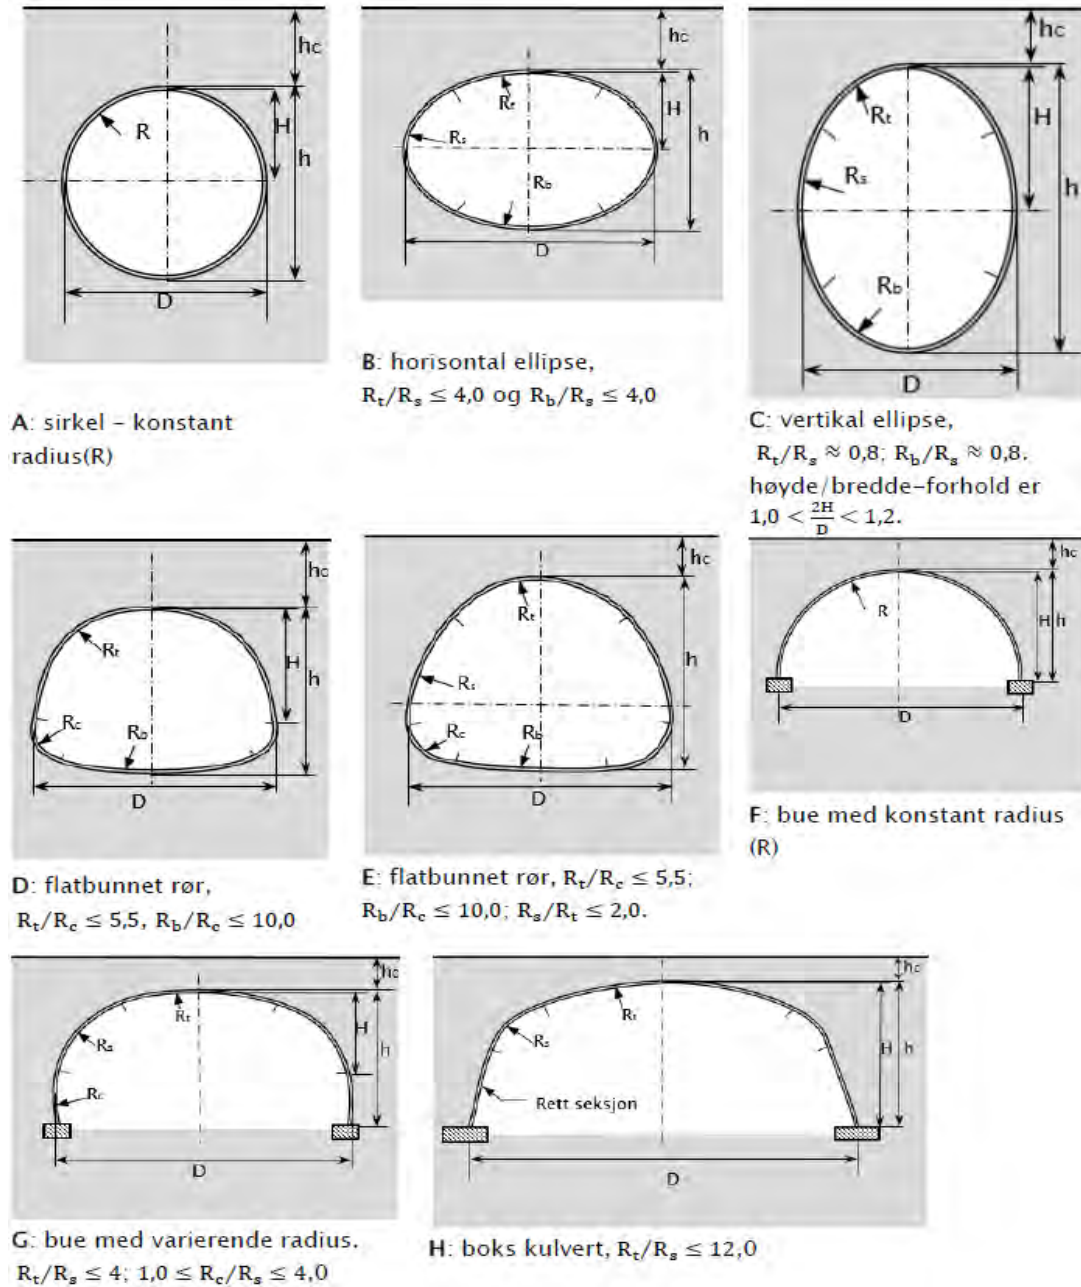 hc
H
h
R
D
A: sirkel – konstant
radius(R)
hc
Rt
H
h
Rs
Rb
D
B: horisontal ellipse,
Rt/Rs ≤ 4,0 og Rb/Rs ≤ 4,0
hc
Rt
H
h
Rs
Rb
D
C: vertikal ellipse,
Rt/Rs ≈ 0,8; Rb/Rs ≈ 0,8.
høyde/bredde–forhold er
1,0 < 2H/D < 1,2.
hc
Rt
H
h
Rc
Rb
D
D: flatbunnet rør,
Rt/Rc ≤ 5,5, Rb/Rc ≤ 10,0
hc
Rt
h
Rs
Rc
Rb
D
E: flatbunnet rør, Rt/Rc ≤ 5,5;
Rb/Rc ≤ 10,0; Rs/Rt ≤ 2,0.
hc
R
H
h
D
F: bue med konstant radius
(R)
hc
Rt
H
h
Rs
Rc
D
G: bue med varierende radius.
Rt/Rs ≤ 4; 1,0 ≤ Rc/Rs ≤ 4,0
hc
Rt
Rs
H
h
Rett seksjon
D
H: boks kulvert, Rt/Rs ≤ 12,0